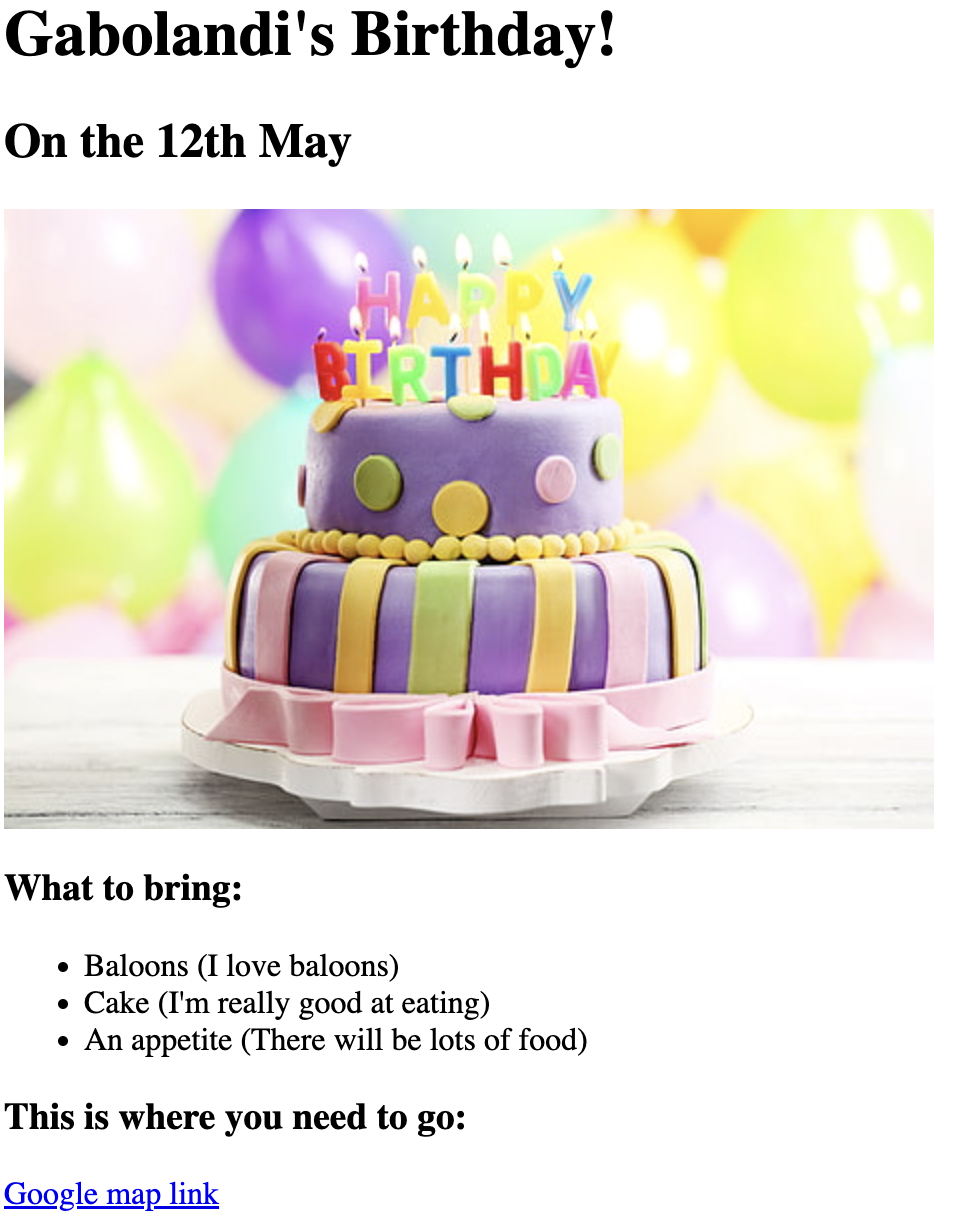 Gabolandi's Birthday!
On the 12th May
HAPPY
BIRTHDAY
What to bring:
Baloons (I love baloons)
Cake (I'm really good at eating)
An appetite (There will be lots of food)
This is where you need to go:
Google map link